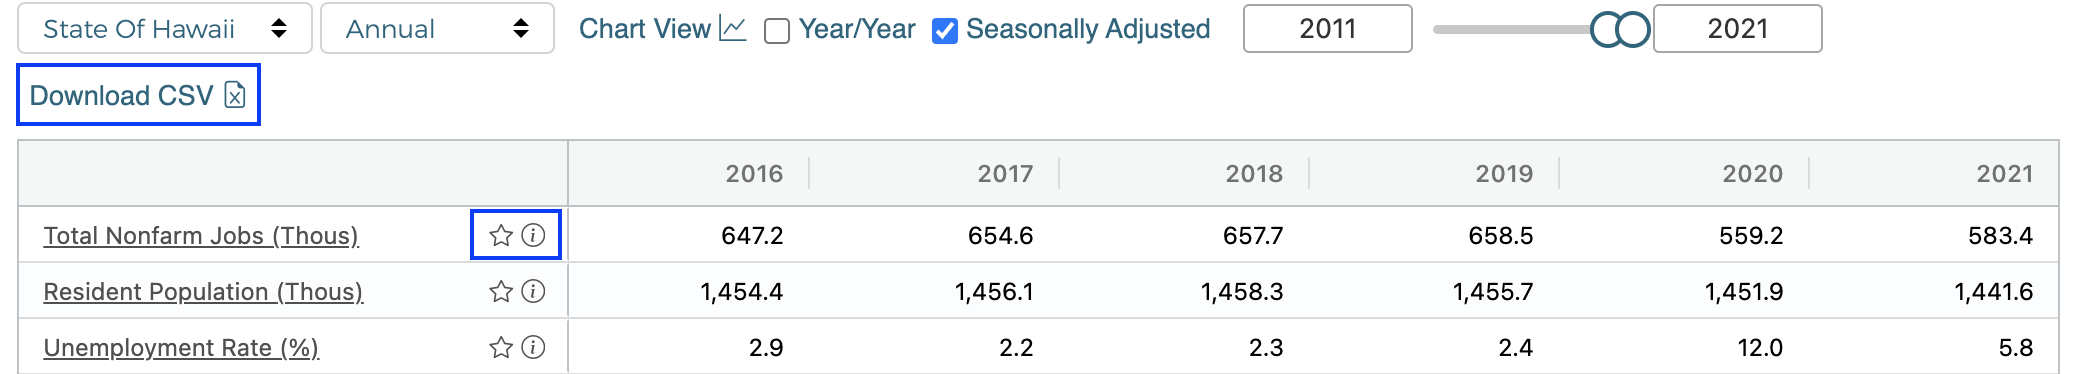 State Of Hawaii Annual Chart View Year/Year Seasonally Adjusted 2011 2021
Download CSV
2016 2017 2018 2019 2020 2021
Total Nonfarm Jobs (Thous) 647.2 654.6 657.7 658.5 559.2 583.4
Resident Population (Thous) 1,454.4 1,456.1 1,458.3 1,455.7 1,451.9 1,441.6
Unemployment Rate (%) 2.9 2.2 2.3 2.4 12.0 5.8